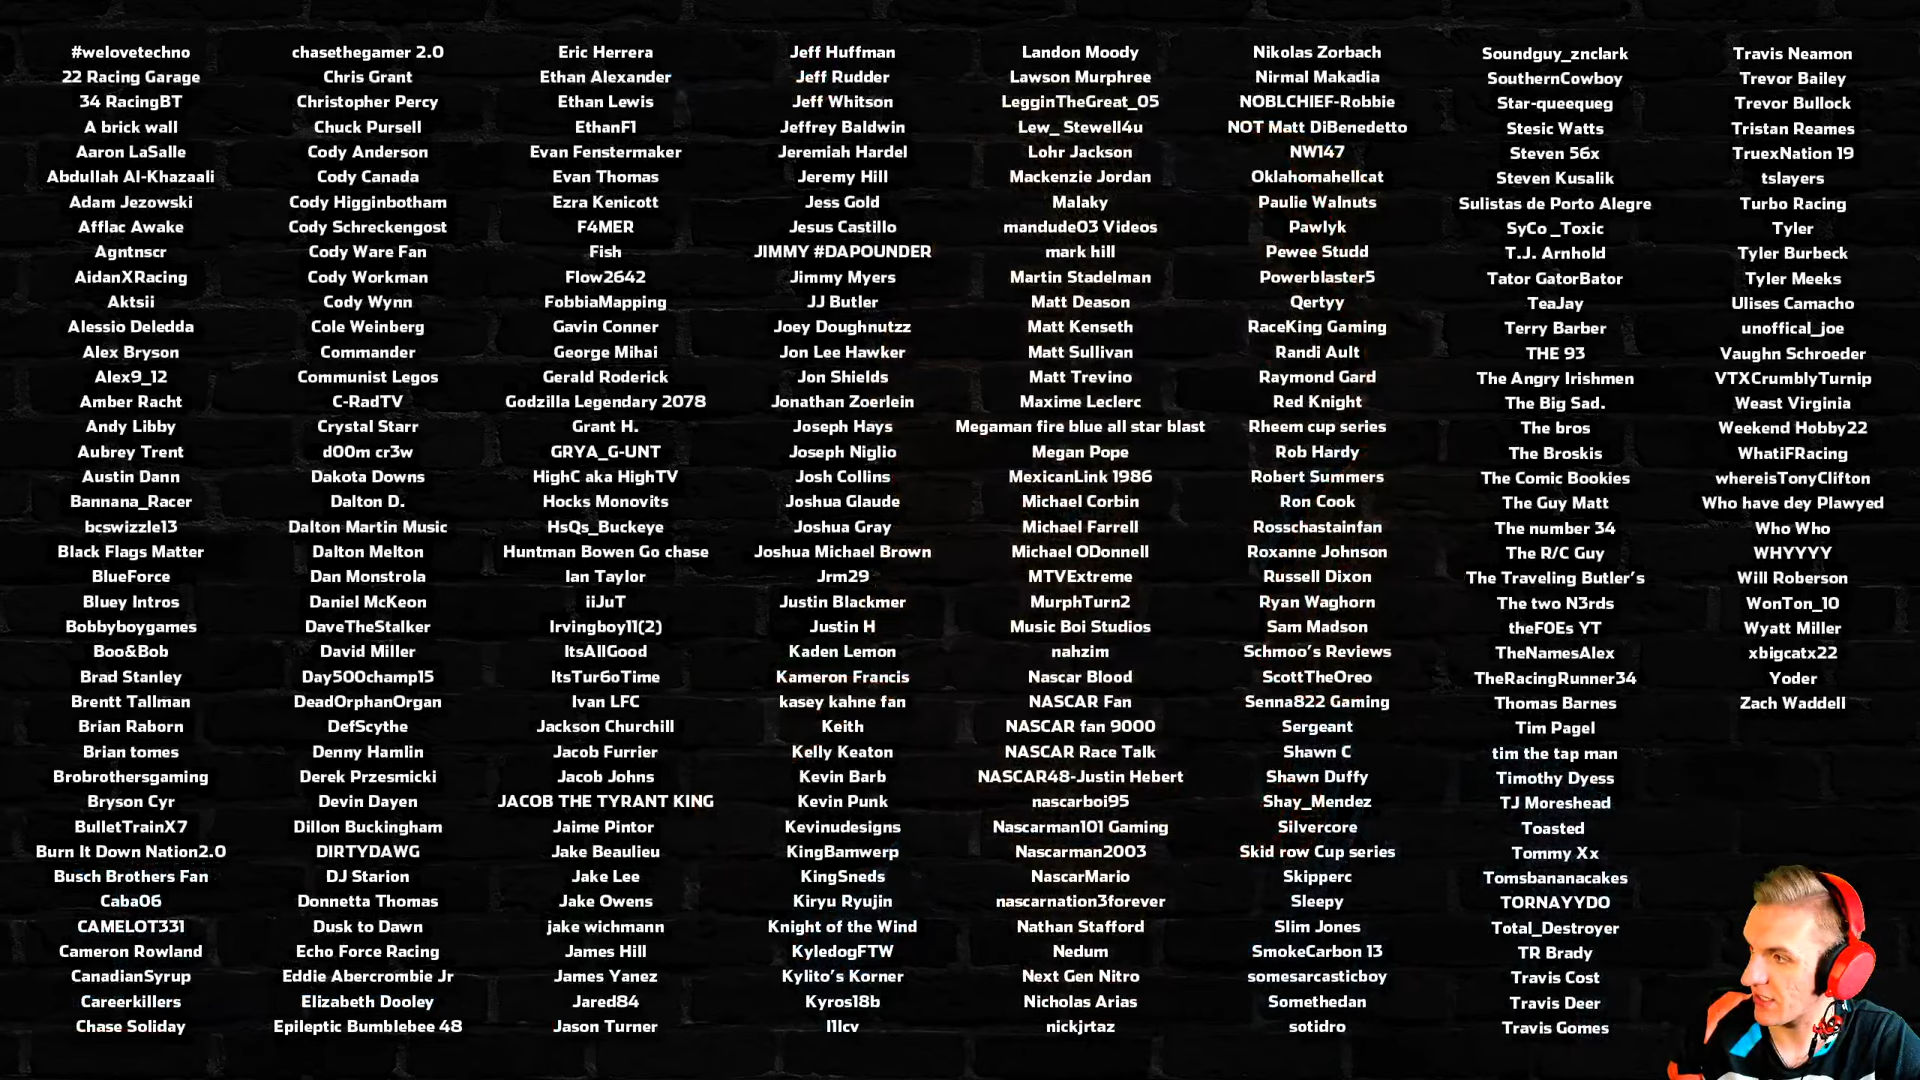 #welovetechno
22 Racing Garage
34 RacingBT
A brick wall
Aaron LaSalle
Abdullah Al-Khazaali
Adam Jezowski
Afflac Awake
Agntnscr
AidanXRacing
Aktsii
Alessio Deledda
Alex Bryson
Alex9_12
Amber Racht
Andy Libby
Aubrey Trent
Austin Dann
Bannana_Racer
bcswizzle13
Black Flags Matter
BlueForce
Bluey Intros
Bobbyboygames
Boo&Bob
Brad Stanley
Brentt Tallman
Brian Raborn
Brian tomes
Brobrothersgaming
Bryson Cyr
BulletTrainX7
Burn It Down Nation2.0
Busch Brothers Fan
Caba06
CAMELOT331
Cameron Rowland
CanadianSyrup
Careerkillers
Chase Soliday
chasethegamer 2.0
Chris Grant
Christopher Percy
Chuck Pursell
Cody Anderson
Cody Canada
Cody Higginbotham
Cody Schreckengost
Cody Ware Fan
Cody Workman
Cody Wynn
Cole Weinberg
Commander
Communist Legos
C-RadTV
Crystal Starr
d00m cr3w
Dakota Downs
Dalton D.
Dalton Martin Music
Dalton Melton
Dan Monstrola
Daniel McKeon
DaveTheStalker
David Miller
Day500champ15
DeadOrphanOrgan
DefScythe
Denny Hamlin
Derek Przesmicki
Devin Dayen
Dillon Buckingham
DIRTYDAWG
DJ Starion
Donnetta Thomas
Dusk to Dawn
Echo Force Racing
Eddie Abercrombie Jr
Elizabeth Dooley
Epileptic Bumblebee 48
Eric Herrera
Ethan Alexander
Ethan Lewis
EthanF1
Evan Fenstermaker
Evan Thomas
Ezra Kenicott
F4MER
Fish
Flow2642
FobbiaMapping
Gavin Conner
George Mihai
Gerald Roderick
Godzilla Legendary 2078
Grant H.
GRYA_G-UNT
HighC aka HighTV
Hocks Monovits
HsQs_Buckeye
Huntman Bowen Go chase
Ian Taylor
iiJuT
Irvingboy11(2)
ItsAllGood
ItsTur6oTime
Ivan LFC
Jackson Churchill
Jacob Furrier
Jacob Johns
JACOB THE TYRANT KING
Jaime Pintor
Jake Beaulieu
Jake Lee
Jake Owens
jake wichmann
James Hill
James Yanez
Jared84
Jason Turner
Jeff Huffman
Jeff Rudder
Jeff Whitson
Jeffrey Baldwin
Jeremiah Hardel
Jeremy Hill
Jess Gold
Jesus Castillo
JIMMY #DAPOUNDER
Jimmy Myers
JJ Butler
Joey Doughnutzz
Jon Lee Hawker
Jon Shields
Jonathan Zoerlein
Joseph Hays
Joseph Niglio
Josh Collins
Joshua Glaude
Joshua Gray
Joshua Michael Brown
Jrm29
Justin Blackmer
Justin H
Kaden Lemon
Kameron Francis
kasey kahne fan
Keith
Kelly Keaton
Kevin Barb
Kevin Punk
Kevinudesigns
KingBamwerp
KingSneds
Kiryu Ryujin
Knight of the Wind
KyledogFTW
Kylito's Korner
Kyros18b
l1lcv
Landon Moody
Lawson Murphree
LegginTheGreat_05
Lew_ Stewell4u
Lohr Jackson
Mackenzie Jordan
Malaky
mandude03 Videos
mark hill
Martin Stadelman
Matt Deason
Matt Kenseth
Matt Sullivan
Matt Trevino
Maxime Leclerc
Megaman fire blue all star blast
Megan Pope
MexicanLink 1986
Michael Corbin
Michael Farrell
Michael ODonnell
MTVExtreme
MurphTurn2
Music Boi Studios
nahzim
Nascar Blood
NASCAR Fan
NASCAR fan 9000
NASCAR Race Talk
NASCAR48-Justin Hebert
nascarboi95
Nascarman101 Gaming
Nascarman2003
NascarMario
nascarnation3forever
Nathan Stafford
Nedum
Next Gen Nitro
Nicholas Arias
nickjrtaz
Nikolas Zorbach
Nirmal Makadia
NOBLCHIEF-Robbie
NOT Matt DiBenedetto
NW147
Oklahomahellcat
Paulie Walnuts
Pawlyk
Pewee Studd
Powerblaster5
Qertyy
RaceKing Gaming
Randi Ault
Raymond Gard
Red Knight
Rheem cup series
Rob Hardy
Robert Summers
Ron Cook
Rosschastainfan
Roxanne Johnson
Russell Dixon
Ryan Waghorn
Sam Madson
Schmoo's Reviews
ScottTheOreo
Senna822 Gaming
Sergeant
Shawn C
Shawn Duffy
Shay_Mendez
Silvercore
Skid row Cup series
Skipperc
Sleepy
Slim Jones
SmokeCarbon 13
somesarcasticboy
Somethedan
sotidro
Soundguy_znclark
SouthernCowboy
Star-queequeg
Stesic Watts
Steven 56x
Steven Kusalik
Sulistas de Porto Alegre
SyCo _Toxic
T.J. Arnhold
Tator GatorBator
TeaJay
Terry Barber
THE 93
The Angry Irishmen
The Big Sad.
The bros
The Broskis
The Comic Bookies
The Guy Matt
The number 34
The R/C Guy
The Traveling Butler's
The two N3rds
theF0Es YT
TheNamesAlex
TheRacingRunner34
Thomas Barnes
Tim Pagel
tim the tap man
Timothy Dyess
TJ Moreshead
Toasted
Tommy Xx
Tomsbananacakes
TORNAYYDO
Total_Destroyer
TR Brady
Travis Cost
Travis Deer
Travis Gomes
Travis Neamon
Trevor Bailey
Trevor Bullock
Tristan Reames
TruexNation 19
tslayers
Turbo Racing
Tyler
Tyler Burbeck
Tyler Meeks
Ulises Camacho
unoffical_joe
Vaughn Schroeder
VTXCrumblyTurnip
Weast Virginia
Weekend Hobby22
WhatiFRacing
whereisTonyClifton
Who have dey Plawyed
Who Who
WHYYYY
Will Roberson
WonTon_10
Wyatt Miller
xbigcatx22
Yoder
Zach Waddell